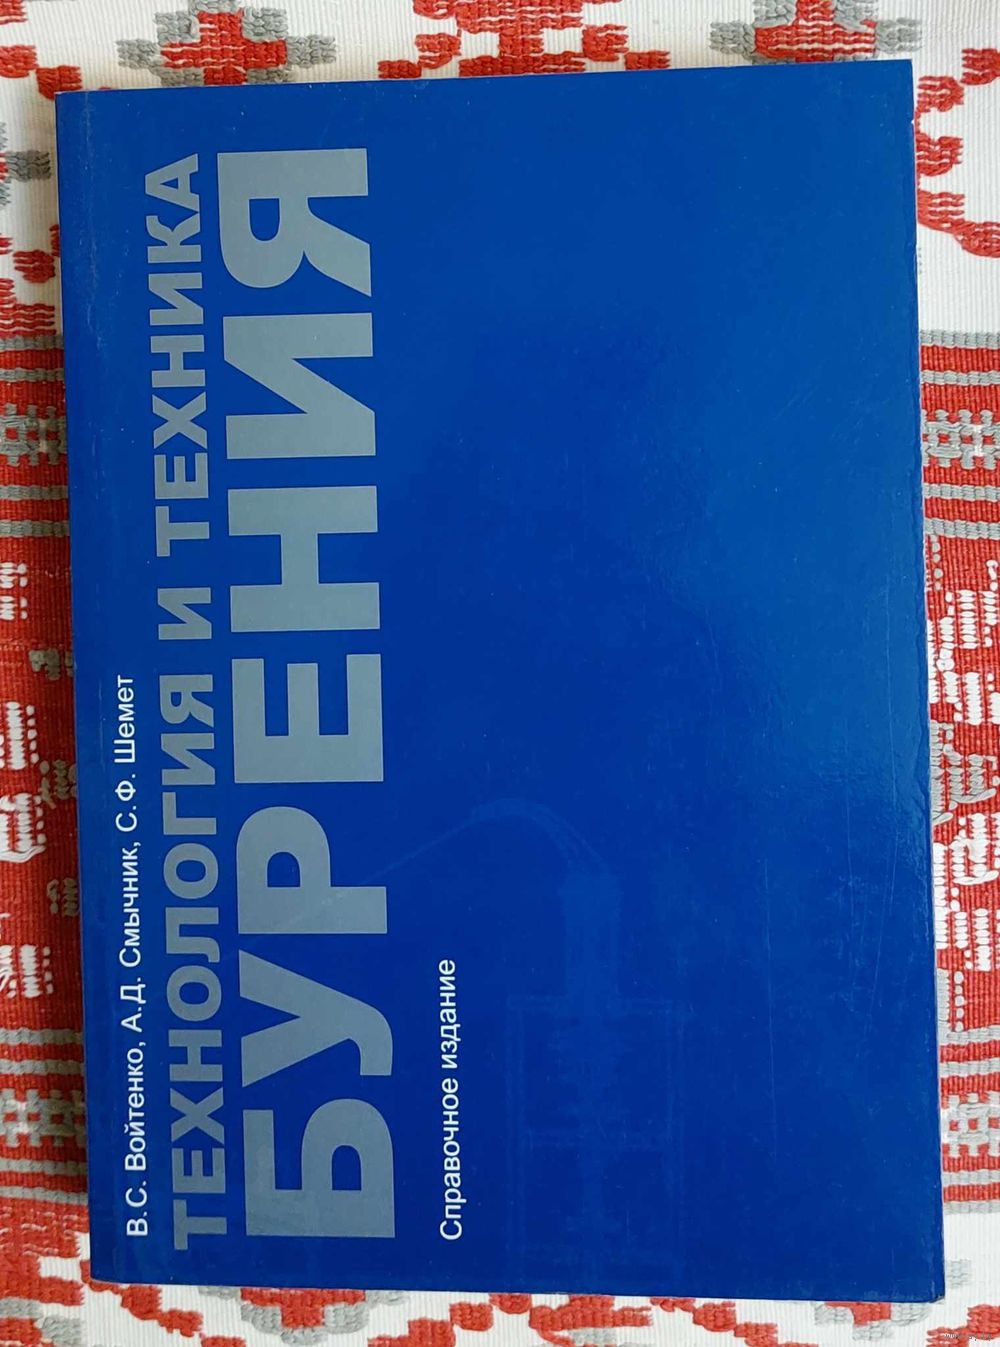 В.С. Войтенко, А.Д. Смычник, С.Ф. Шемет
ТЕХНОЛОГИЯ И ТЕХНИКА
БУРЕНИЯ
Справочное издание